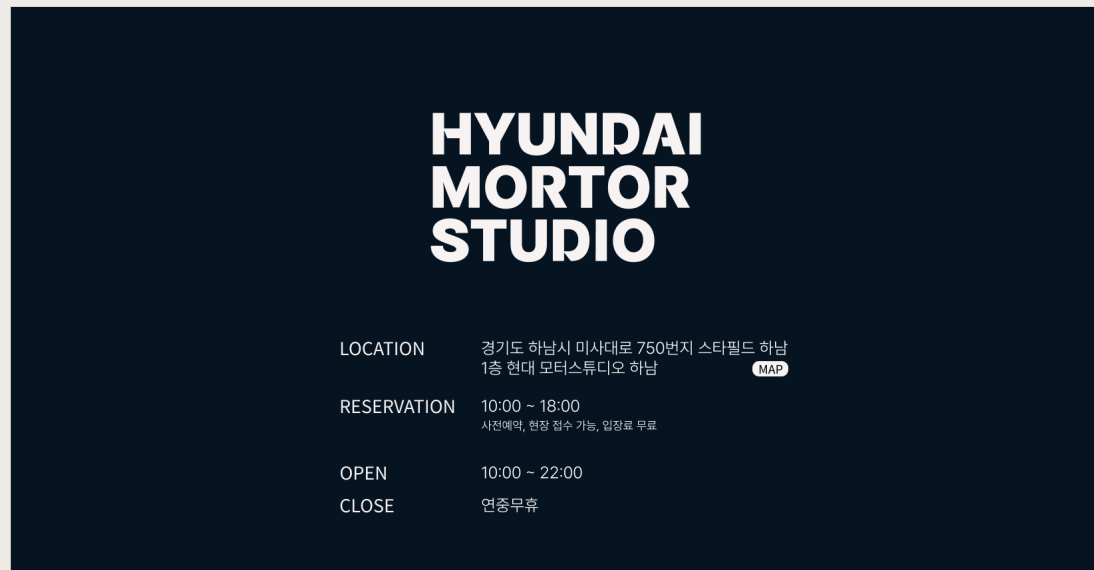 HYUNDAI
MORTOR
STUDIO
LOCATION
경기도 하남시 미사대로 750번지 스타필드 하남
1층 현대 모터스튜디오 하남
MAP
RESERVATION
10:00 ~ 18:00
사전예약, 현장 접수 가능, 입장료 무료
OPEN
10:00 ~ 22:00
CLOSE
연중무휴